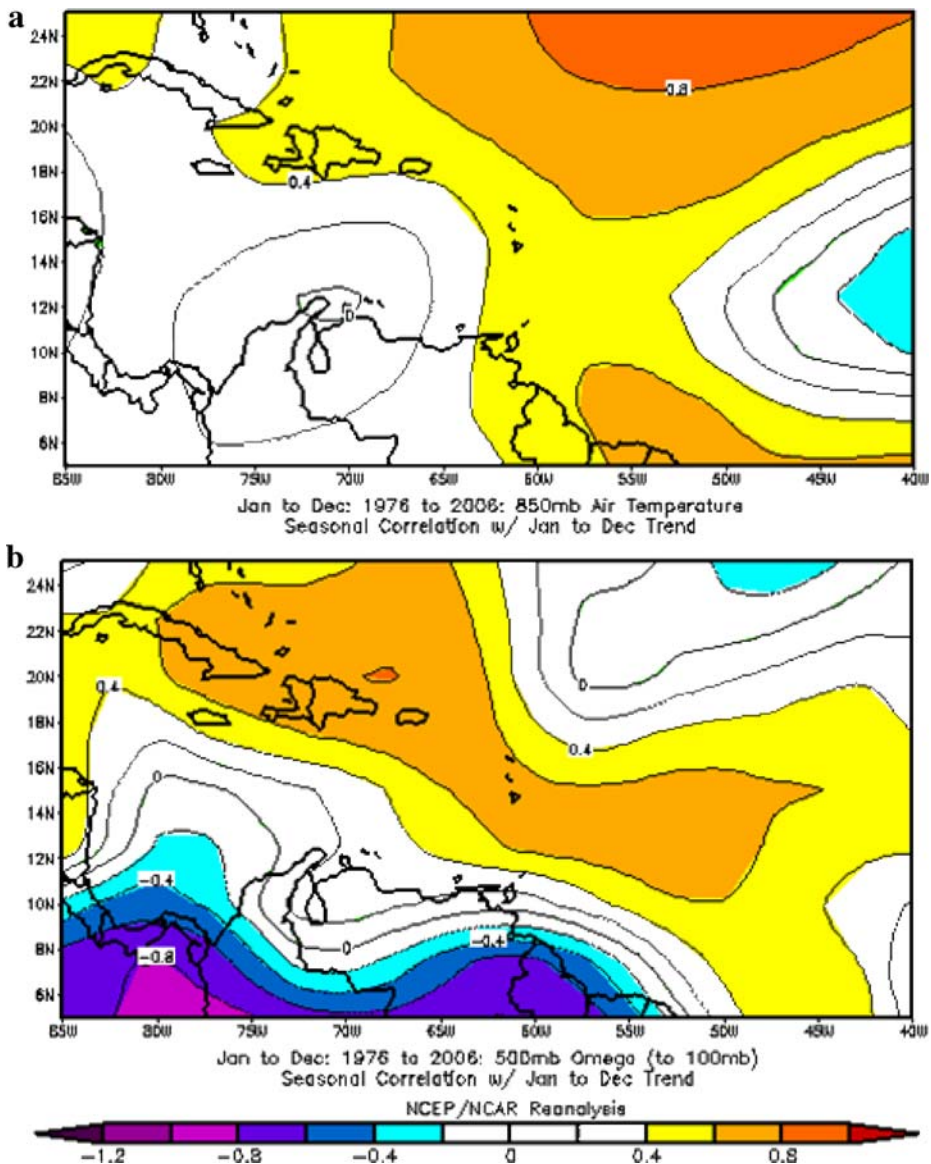 a
24N
22N
20N
18N
16N
14N
12N
10N
8N
6N
0.8
0.4
0
85W 80W 75W 70W 65W 60W 55W 50W 45W 40W
Jan to Dec: 1976 to 2006: 850mb Air Temperature
Seasonal Correlation w/ Jan to Dec Trend
b
24N
22N
20N
18N
16N
14N
12N
10N
8N
6N
0
0.4
0.4
0
-0.4
-0.4
0
-0.8
85W 80W 75W 70W 65W 60W 55W 50W 45W 40W
Jan to Dec: 1976 to 2006: 500mb Omega (to 100mb)
Seasonal Correlation w/ Jan to Dec Trend
NCEP/NCAR Reanalysis
-1.2 -0.8 -0.4 0 0.4 0.8